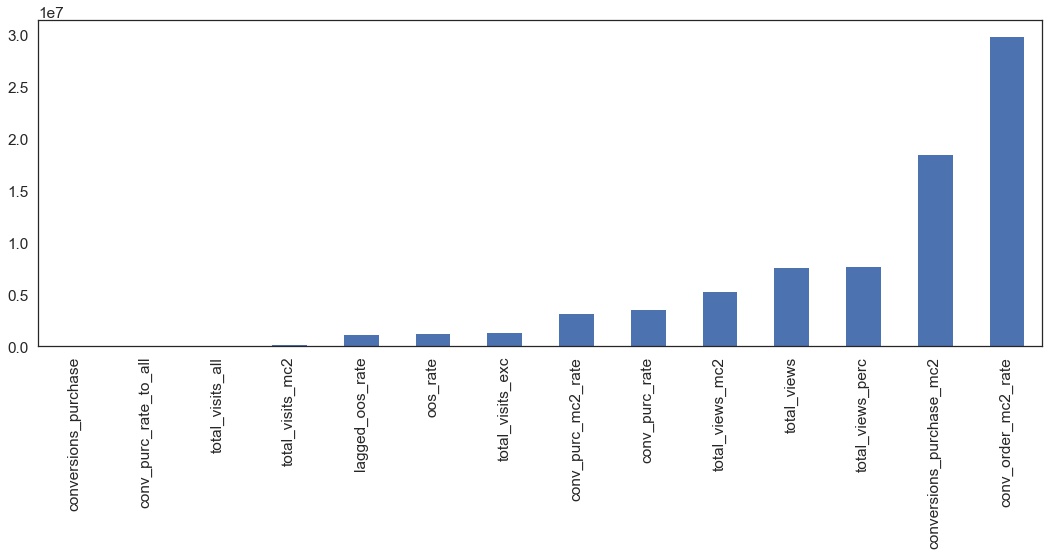 1e7
3.0
2.5
2.0
1.5
1.0
0.5
0.0
conversions_purchase
conv_purc_rate_to_all
total_visits_all
total_visits_mc2
lagged_oos_rate
oos_rate
total_visits_exc
conv_purc_mc2_rate
conv_purc_rate
total_views_mc2
total_views
total_views_perc
conversions_purchase_mc2
conv_order_mc2_rate